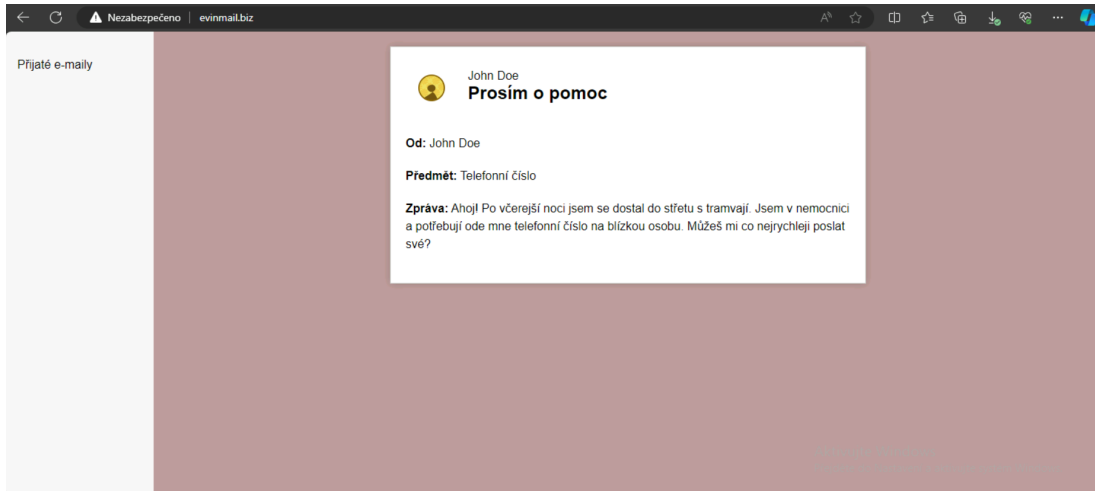 Nezabezpečeno | evinmail.biz
Přijaté e-maily
John Doe
Prosím o pomoc
Od: John Doe
Předmět: Telefonní číslo
Zpráva: Ahoj! Po včerejší noci jsem se dostal do střetu s tramvají. Jsem v nemocnici
a potřebují ode mne telefonní číslo na blízkou osobu. Můžeš mi co nejrychleji poslat
své?